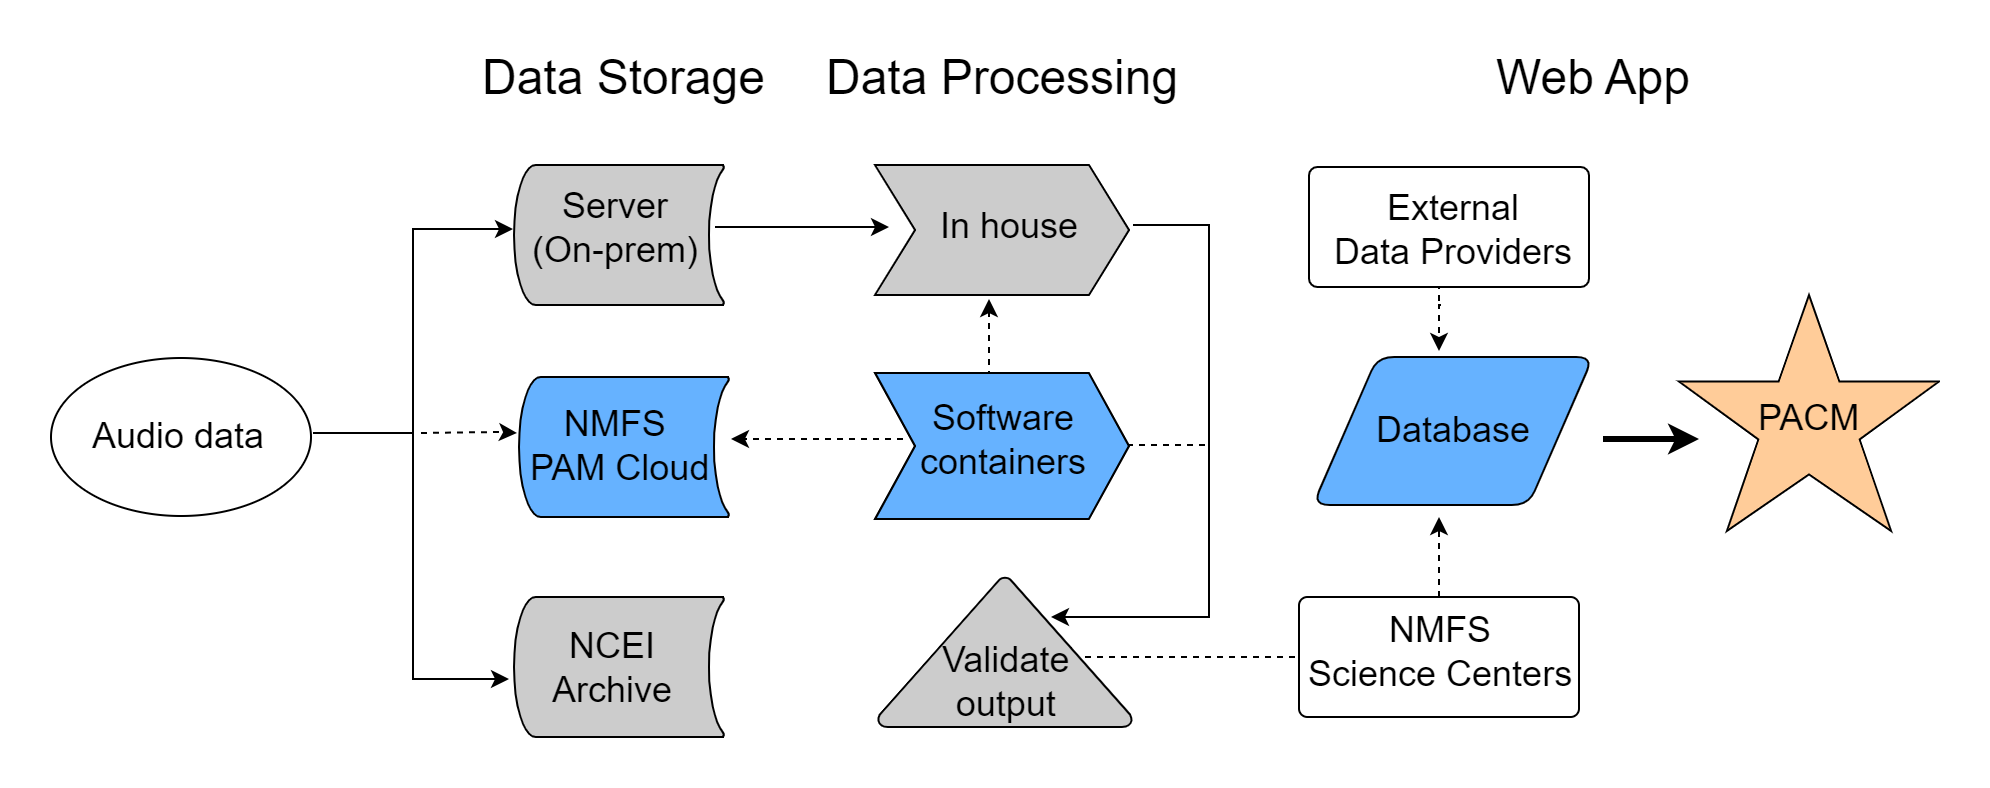 Data Storage
Data Processing
Web App
Server
(On-prem)
In house
External
Data Providers
Audio data
NMFS
PAM Cloud
Software
containers
Database
PACM
NCEI
Archive
Validate
output
NMFS
Science Centers